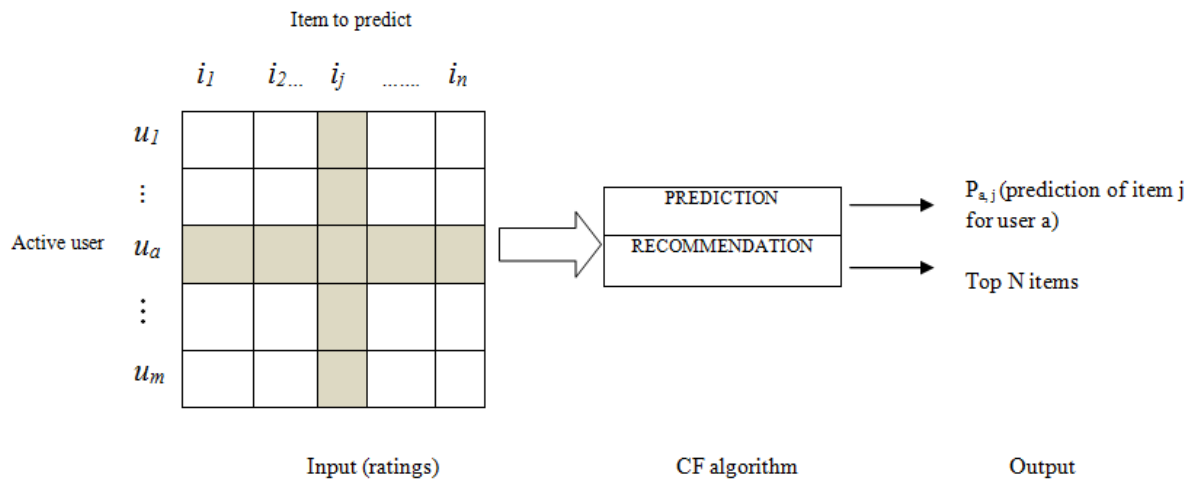 Item to predict
i1 i2... ij ....... in
u1
⋮
Active user ua
⋮
um
PREDICTION
RECOMMENDATION
Pa, j (prediction of item j
for user a)
Top N items
Input (ratings) CF algorithm Output